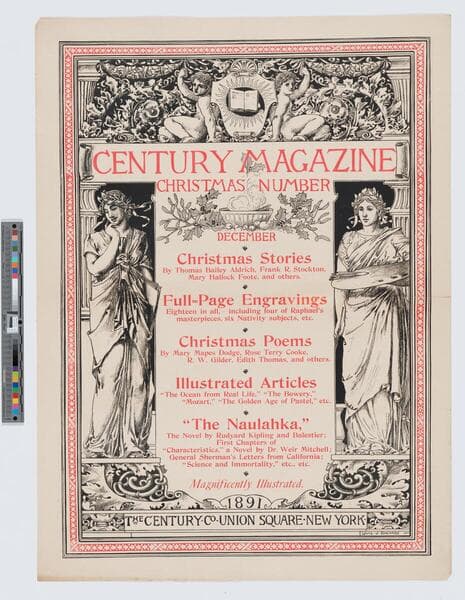 CENTURY MAGAZINE
CHRISTMAS NUMBER
DECEMBER
Christmas Stories
By Thomas Bailey Aldrich, Frank R. Stockton,
Mary Hallock Foote, and others.
Full-Page Engravings
Eighteen in all,—including four of Raphael's
masterpieces, six Nativity subjects, etc.
Christmas Poems
By Mary Mapes Dodge, Rose Terry Cooke,
R. W. Gilder, Edith Thomas, and others.
Illustrated Articles
"The Ocean from Real Life," "The Bowery,"
"Mozart," "The Golden Age of Pastel," etc.
"The Naulahka,"
The Novel by Rudyard Kipling and Balestier;
First Chapters of
"Characteristics," a Novel by Dr. Weir Mitchell;
General Sherman's Letters from California;
"Science and Immortality," etc., etc.
Magnificently Illustrated.
1891
THE·CENTURY·CO·UNION SQUARE·NEW YORK